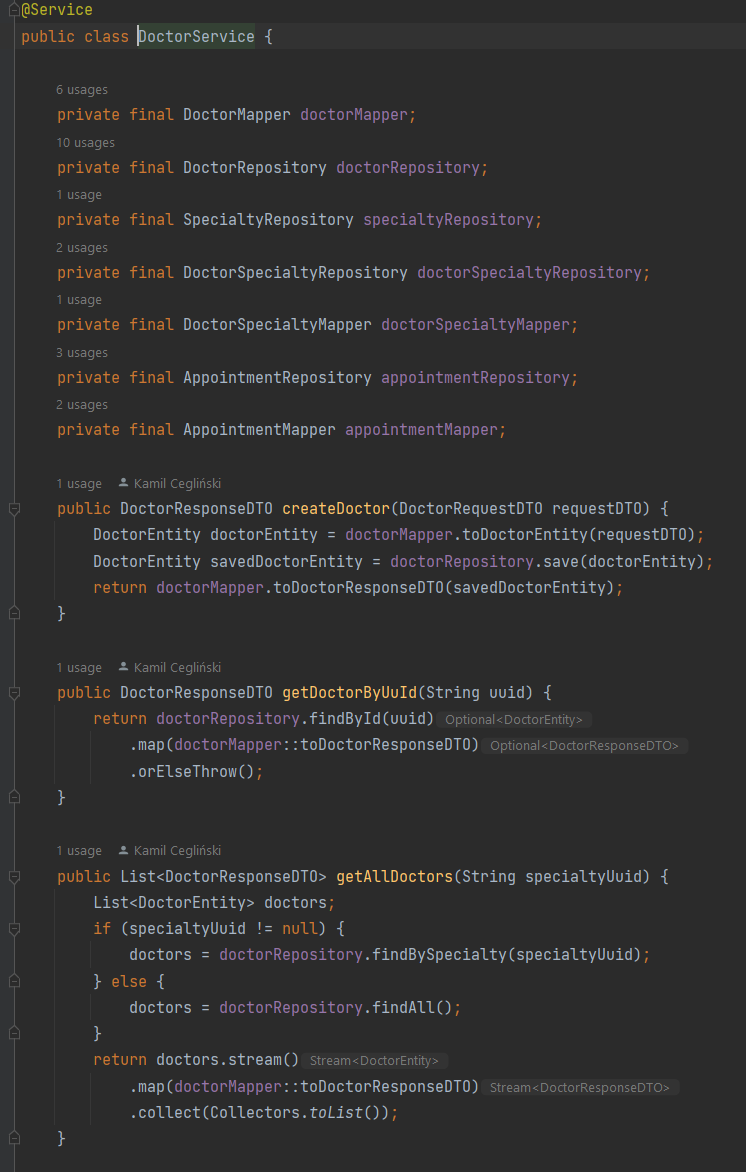 @Service
public class DoctorService {
6 usages
private final DoctorMapper doctorMapper;
10 usages
private final DoctorRepository doctorRepository;
1 usage
private final SpecialtyRepository specialtyRepository;
2 usages
private final DoctorSpecialtyRepository doctorSpecialtyRepository;
1 usage
private final DoctorSpecialtyMapper doctorSpecialtyMapper;
3 usages
private final AppointmentRepository appointmentRepository;
2 usages
private final AppointmentMapper appointmentMapper;
1 usage Kamil Cegliński
public DoctorResponseDTO createDoctor(DoctorRequestDTO requestDTO) {
DoctorEntity doctorEntity = doctorMapper.toDoctorEntity(requestDTO);
DoctorEntity savedDoctorEntity = doctorRepository.save(doctorEntity);
return doctorMapper.toDoctorResponseDTO(savedDoctorEntity);
}
1 usage Kamil Cegliński
public DoctorResponseDTO getDoctorByUuId(String uuid) {
return doctorRepository.findById(uuid) Optional<DoctorEntity>
.map(doctorMapper::toDoctorResponseDTO) Optional<DoctorResponseDTO>
.orElseThrow();
}
1 usage Kamil Cegliński
public List<DoctorResponseDTO> getAllDoctors(String specialtyUuid) {
List<DoctorEntity> doctors;
if (specialtyUuid != null) {
doctors = doctorRepository.findBySpecialty(specialtyUuid);
} else {
doctors = doctorRepository.findAll();
}
return doctors.stream() Stream<DoctorEntity>
.map(doctorMapper::toDoctorResponseDTO) Stream<DoctorResponseDTO>
.collect(Collectors.toList());
}